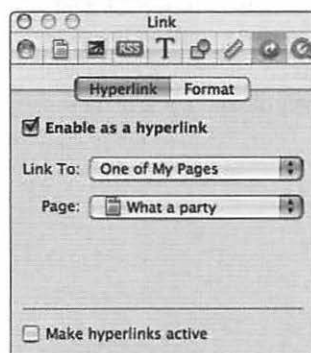 Link
RSS T
Hyperlink Format
Enable as a hyperlink
Link To: One of My Pages
Page: What a party
Make hyperlinks active